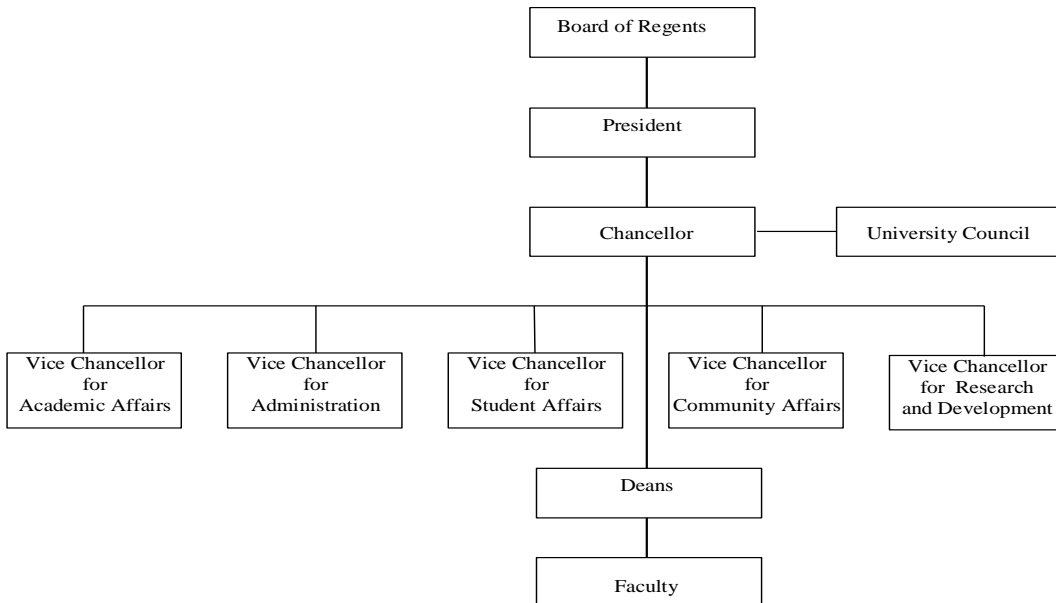 Board of Regents
President
Chancellor
University Council
Vice Chancellor
for
Academic Affairs
Vice Chancellor
for
Administration
Vice Chancellor
for
Student Affairs
Vice Chancellor
for
Community Affairs
Vice Chancellor
for Research
and Development
Deans
Faculty